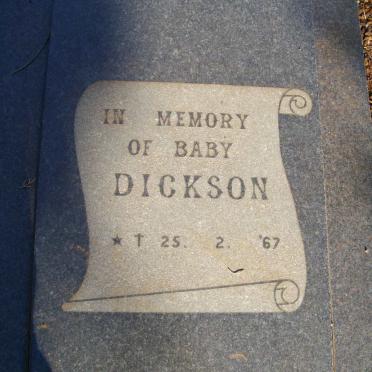 IN MEMORY
OF BABY
DICKSON
★ † 25. 2. '67